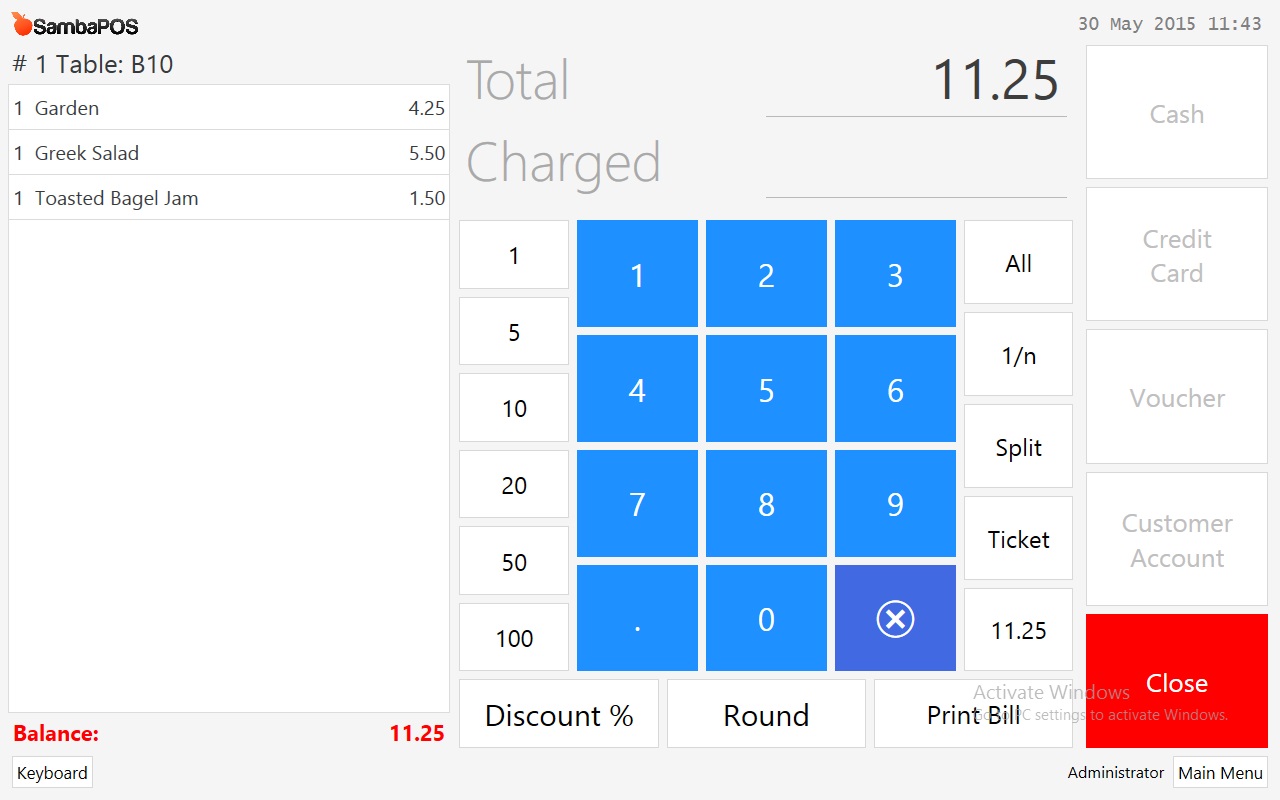 SambaPOS
30 May 2015 11:43
# 1 Table: B10
1 Garden 4.25
1 Greek Salad 5.50
1 Toasted Bagel Jam 1.50
Balance: 11.25
Keyboard
Total 11.25
Charged
1
5
10
20
50
100
1 2 3
4 5 6
7 8 9
. 0
All
1/n
Split
Ticket
11.25
Discount %
Round
Print Bill
Cash
Credit
Card
Voucher
Customer
Account
Close
Activate Windows
Go to PC settings to activate Windows.
Administrator
Main Menu